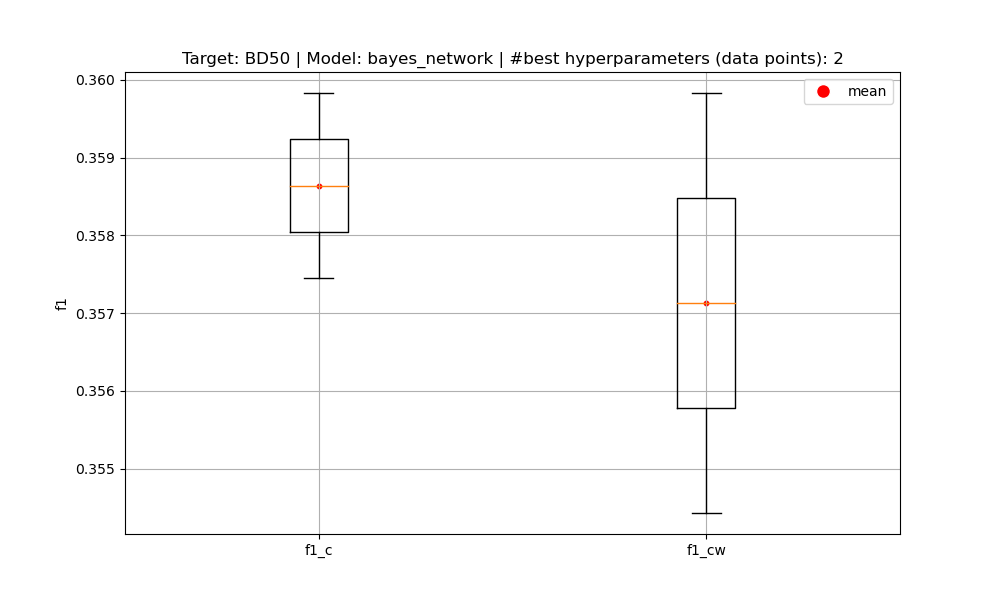 Target: BD50 | Model: bayes_network | #best hyperparameters (data points): 2
0.360
mean
0.359
0.358
f1
0.357
0.356
0.355
f1_c
f1_cw